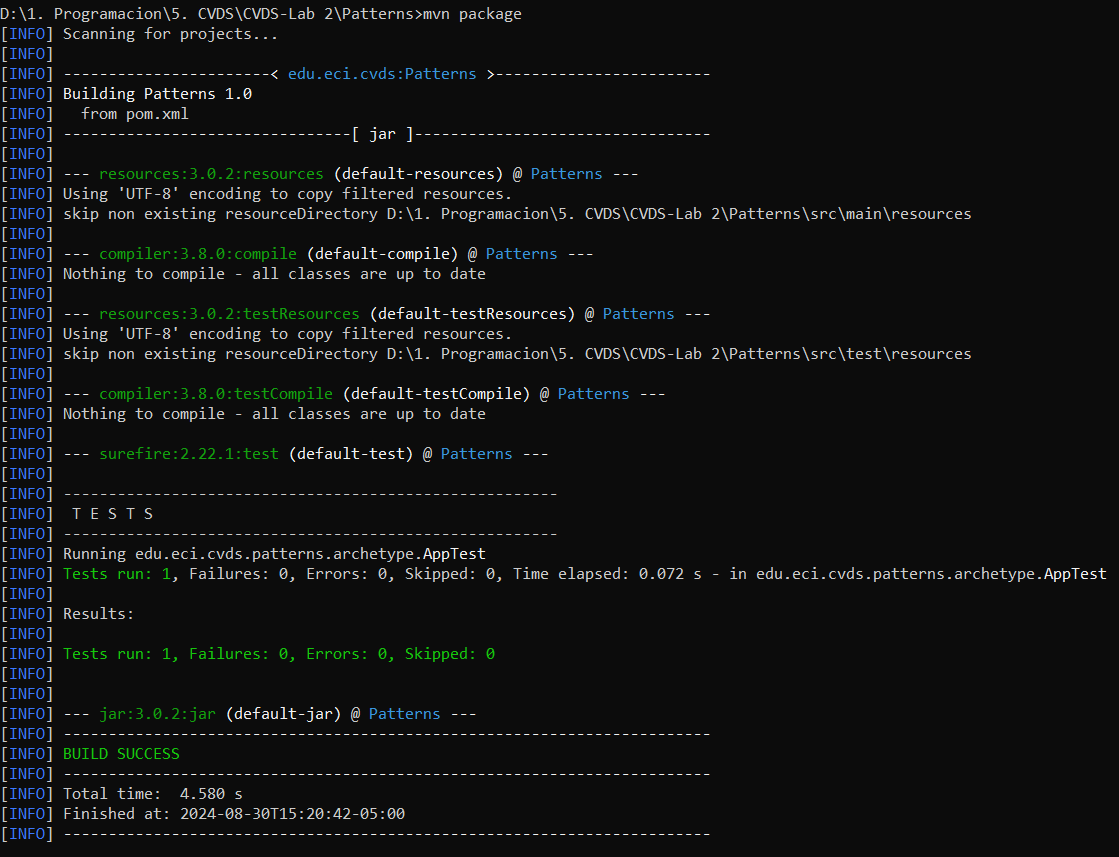 D:\1. Programacion\5. CVDS\CVDS-Lab 2\Patterns>mvn package
[INFO] Scanning for projects...
[INFO]
[INFO] -----------------------< edu.eci.cvds:Patterns >------------------------
[INFO] Building Patterns 1.0
[INFO]   from pom.xml
[INFO] --------------------------------[ jar ]---------------------------------
[INFO]
[INFO] --- resources:3.0.2:resources (default-resources) @ Patterns ---
[INFO] Using 'UTF-8' encoding to copy filtered resources.
[INFO] skip non existing resourceDirectory D:\1. Programacion\5. CVDS\CVDS-Lab 2\Patterns\src\main\resources
[INFO]
[INFO] --- compiler:3.8.0:compile (default-compile) @ Patterns ---
[INFO] Nothing to compile - all classes are up to date
[INFO]
[INFO] --- resources:3.0.2:testResources (default-testResources) @ Patterns ---
[INFO] Using 'UTF-8' encoding to copy filtered resources.
[INFO] skip non existing resourceDirectory D:\1. Programacion\5. CVDS\CVDS-Lab 2\Patterns\src\test\resources
[INFO]
[INFO] --- compiler:3.8.0:testCompile (default-testCompile) @ Patterns ---
[INFO] Nothing to compile - all classes are up to date
[INFO]
[INFO] --- surefire:2.22.1:test (default-test) @ Patterns ---
[INFO]
[INFO] -------------------------------------------------------
[INFO]  T E S T S
[INFO] -------------------------------------------------------
[INFO] Running edu.eci.cvds.patterns.archetype.AppTest
[INFO] Tests run: 1, Failures: 0, Errors: 0, Skipped: 0, Time elapsed: 0.072 s - in edu.eci.cvds.patterns.archetype.AppTest
[INFO]
[INFO] Results:
[INFO]
[INFO] Tests run: 1, Failures: 0, Errors: 0, Skipped: 0
[INFO]
[INFO]
[INFO] --- jar:3.0.2:jar (default-jar) @ Patterns ---
[INFO] ------------------------------------------------------------------------
[INFO] BUILD SUCCESS
[INFO] ------------------------------------------------------------------------
[INFO] Total time:  4.580 s
[INFO] Finished at: 2024-08-30T15:20:42-05:00
[INFO] ------------------------------------------------------------------------